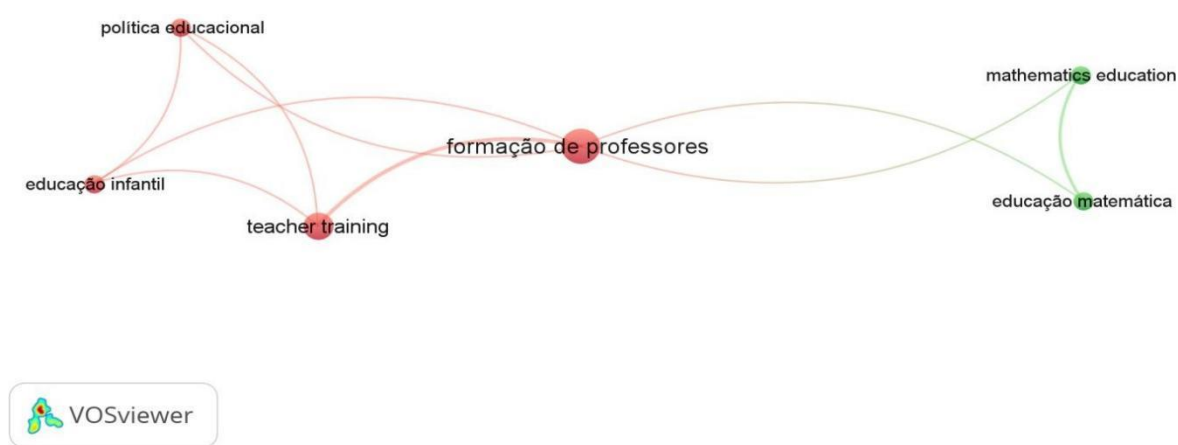 política educacional
mathematics education
formação de professores
educação infantil
educação matemática
teacher training
VOSviewer